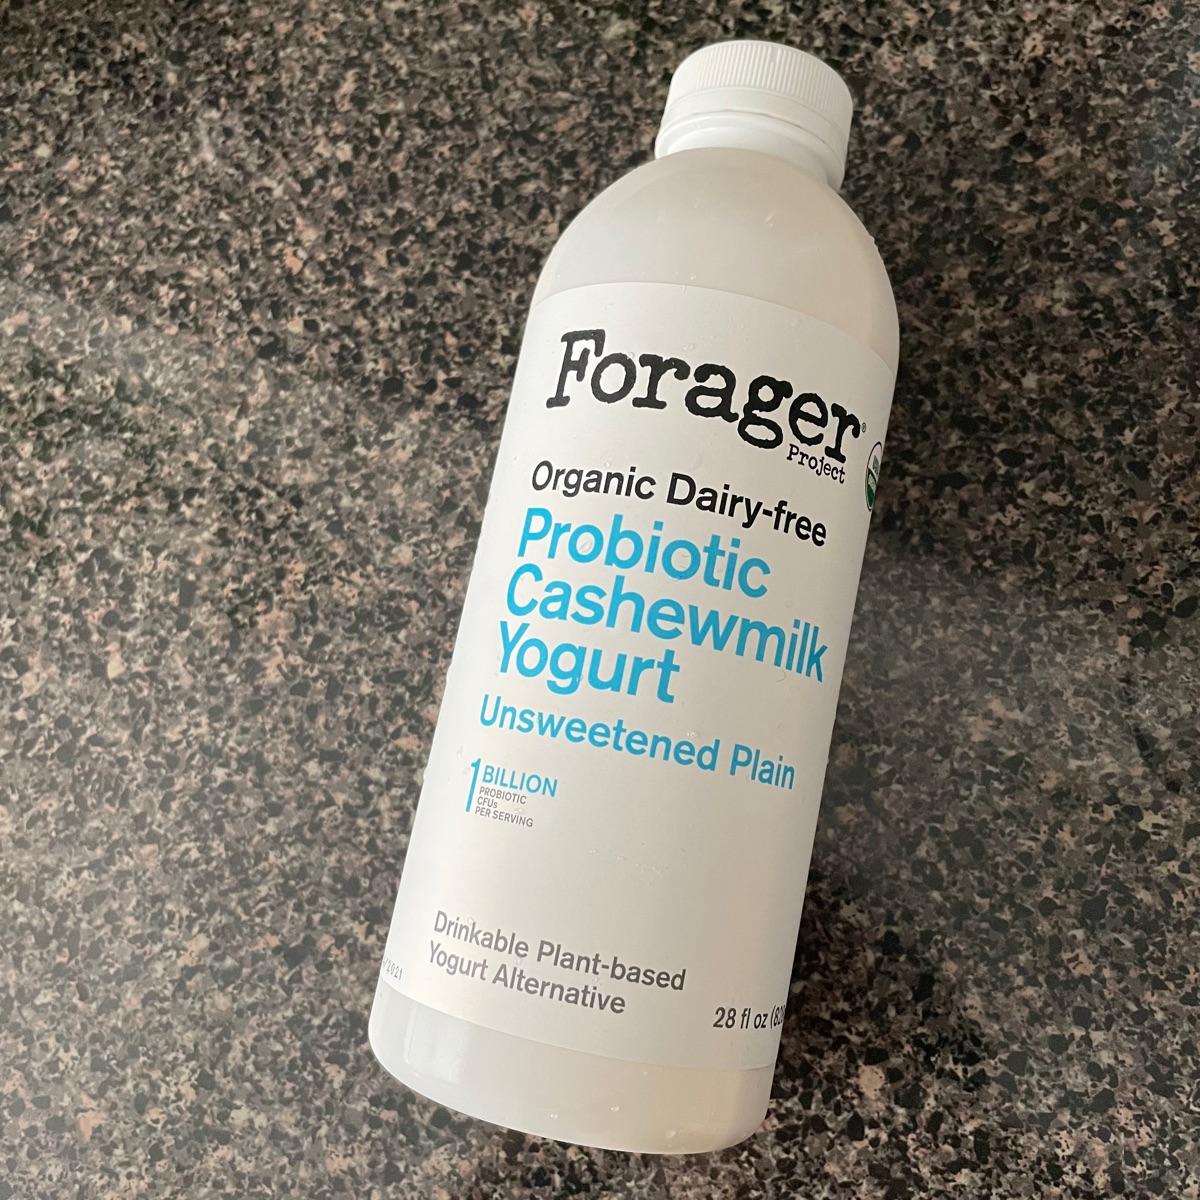 Forager
Project
Organic Dairy-free
Probiotic
Cashewmilk
Yogurt
Unsweetened Plain
1 BILLION
PROBIOTIC
CFUs
PER SERVING
Drinkable Plant-based
Yogurt Alternative
/2021
28 fl oz